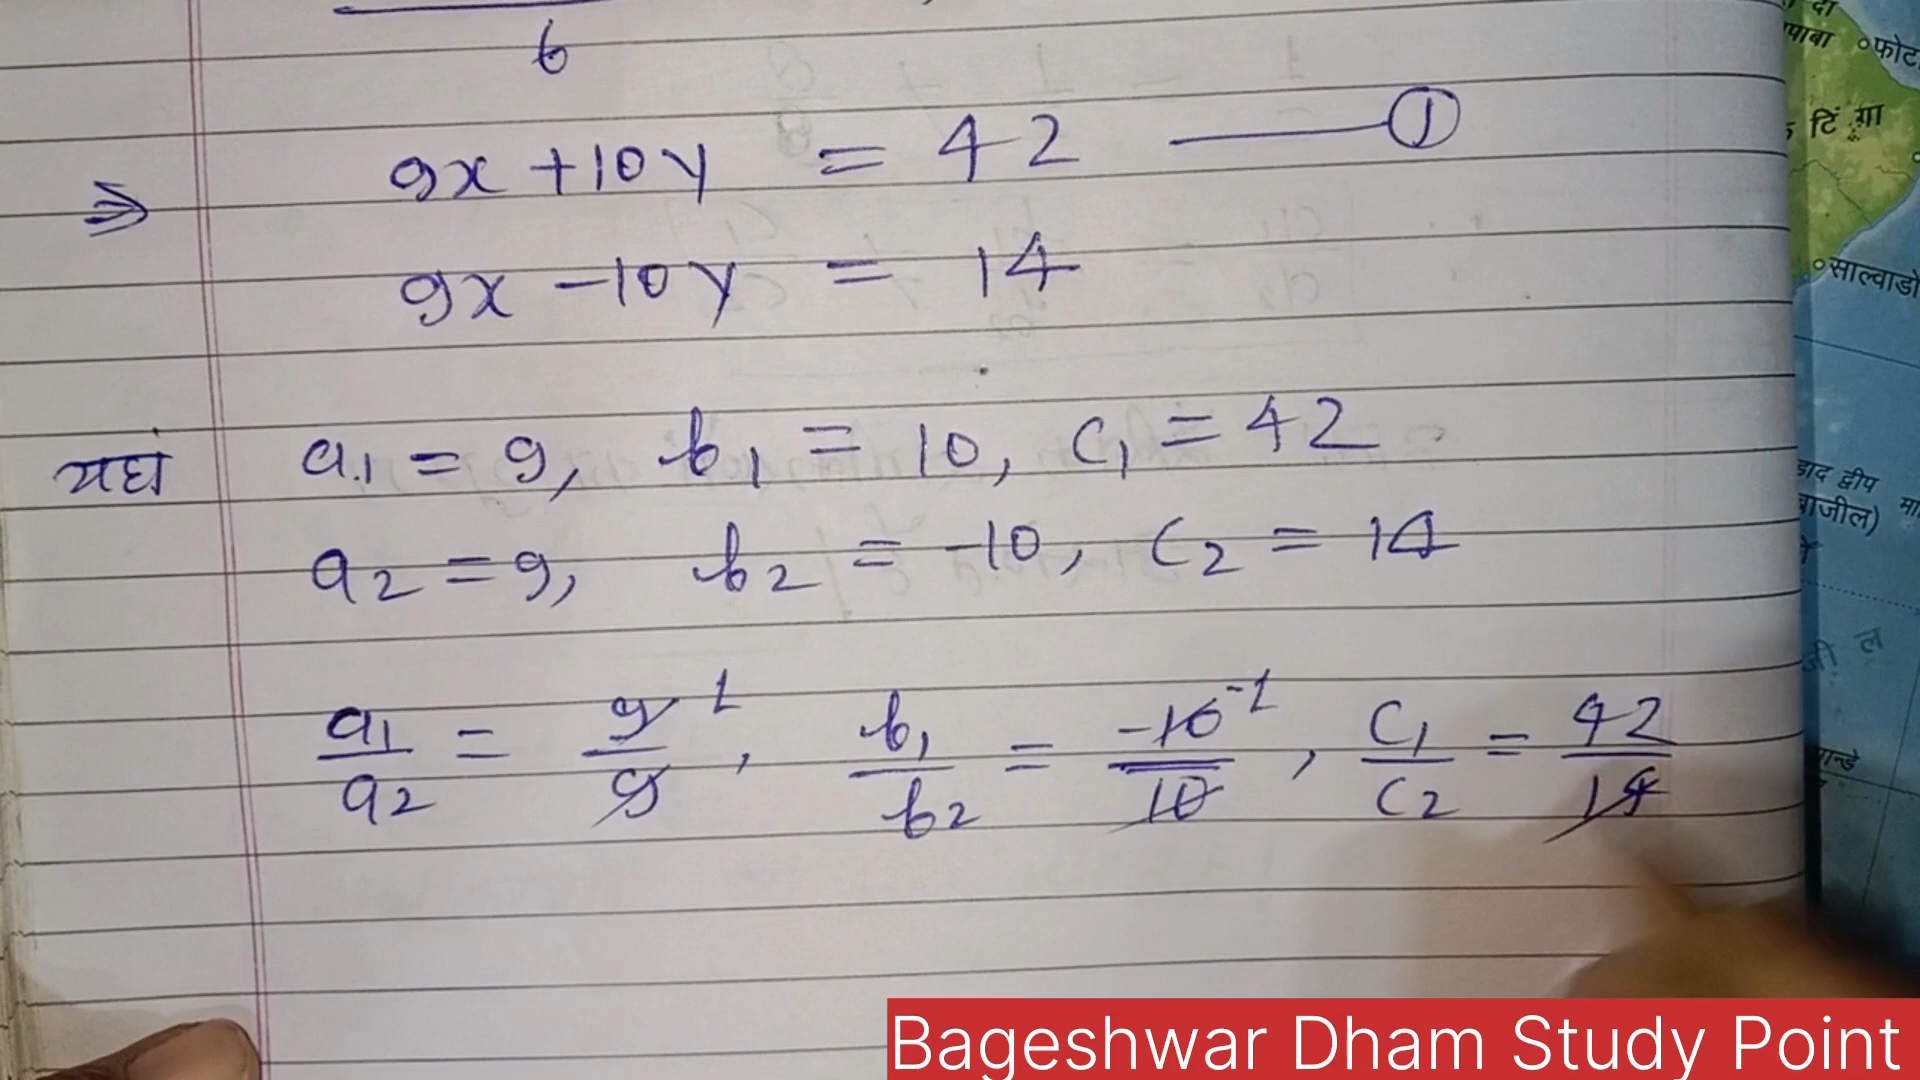 6
⇒ 9x + 10y = 42 —— ①
9x - 10y = 14
यहां a1 = 9, b1 = 10, c1 = 42
a2 = 9, b2 = -10, c2 = 14
a1/a2 = 9/9 1, b1/b2 = -10/10 -1, c1/c2 = 42/14
पाबा
फोर्ट
टिंगा
साल्वाडो
द्वीप
Bageshwar Dham Study Point